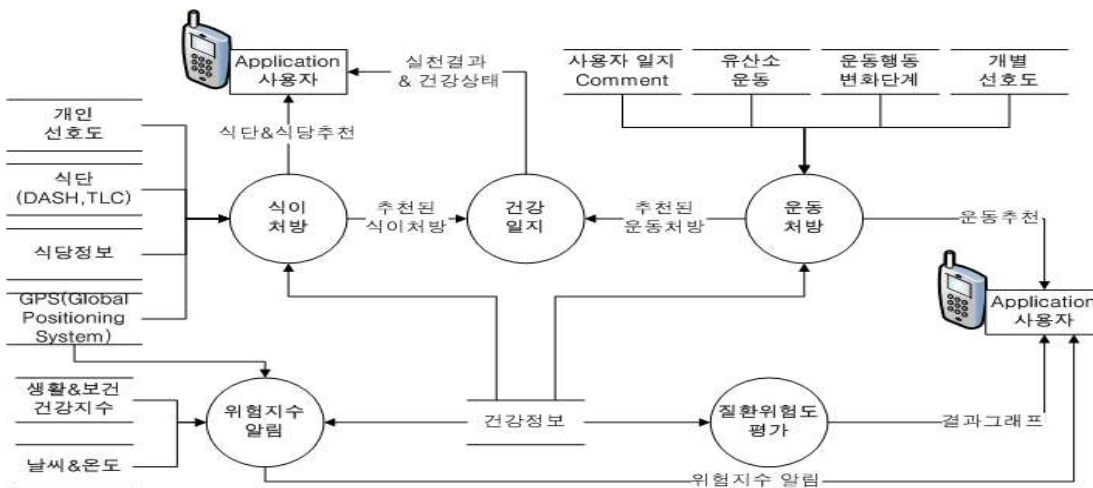 Application
사용자
실천결과
& 건강상태
사용자 일지
Comment
유산소
운동
운동행동
변화단계
개별
선호도
개인
선호도
식단&식당추천
식단
(DASH,TLC)
식이
처방
추천된
식이처방
건강
일지
추천된
운동처방
운동
처방
운동추천
식당정보
GPS(Global
Positioning
System)
Application
사용자
생활&보건
건강지수
위험지수
알림
건강정보
질환위험도
평가
결과그래프
날씨&온도
위험지수 알림